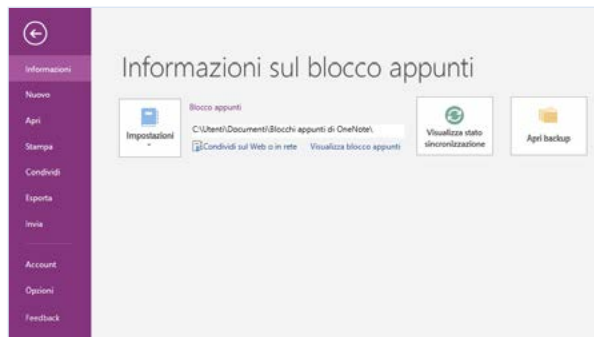 Informazioni
Nuovo
Apri
Stampa
Condividi
Esporta
Invia
Account
Opzioni
Feedback
Informazioni sul blocco appunti
Impostazioni
Blocco appunti
C:\Utenti\Documenti\Blocchi appunti di OneNote\
Condividi sul Web o in rete Visualizza blocco appunti
Visualizza stato
sincronizzazione
Apri backup